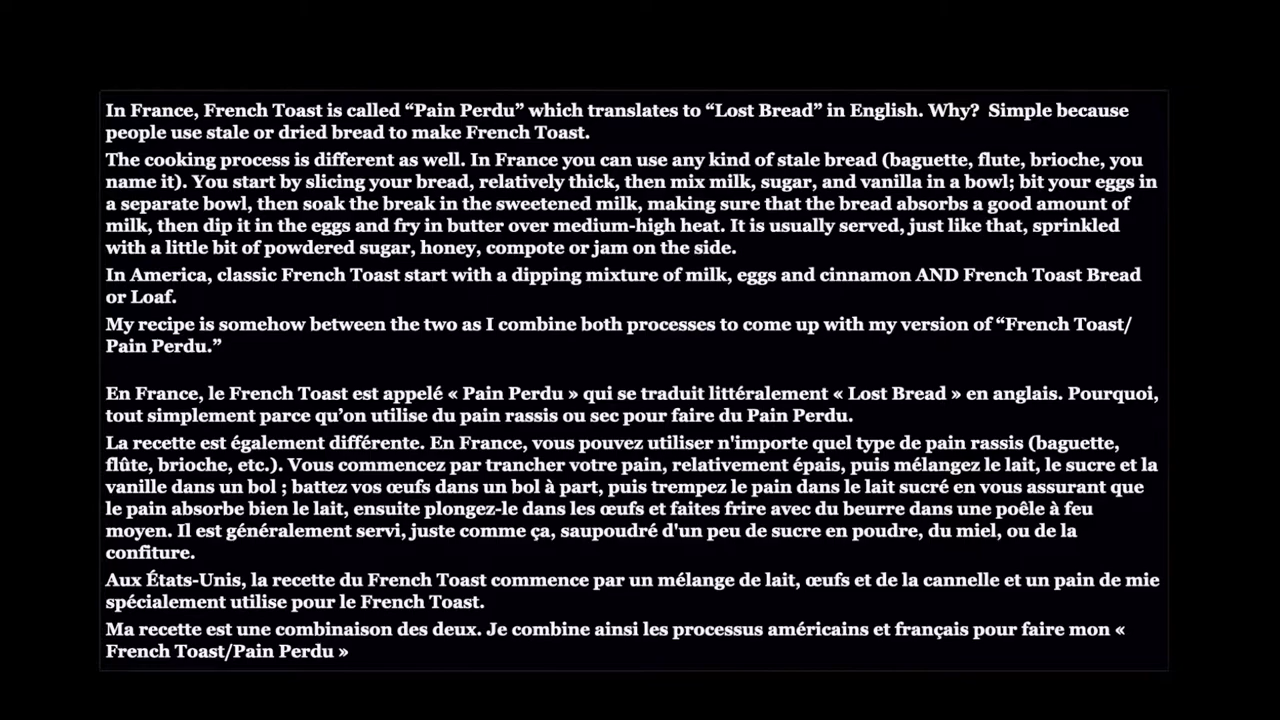 In France, French Toast is called “Pain Perdu” which translates to “Lost Bread” in English. Why?  Simple because
people use stale or dried bread to make French Toast.
The cooking process is different as well. In France you can use any kind of stale bread (baguette, flute, brioche, you
name it). You start by slicing your bread, relatively thick, then mix milk, sugar, and vanilla in a bowl; bit your eggs in
a separate bowl, then soak the break in the sweetened milk, making sure that the bread absorbs a good amount of
milk, then dip it in the eggs and fry in butter over medium-high heat. It is usually served, just like that, sprinkled
with a little bit of powdered sugar, honey, compote or jam on the side.
In America, classic French Toast start with a dipping mixture of milk, eggs and cinnamon AND French Toast Bread
or Loaf.
My recipe is somehow between the two as I combine both processes to come up with my version of “French Toast/
Pain Perdu.”
En France, le French Toast est appelé « Pain Perdu » qui se traduit littéralement « Lost Bread » en anglais. Pourquoi,
tout simplement parce qu’on utilise du pain rassis ou sec pour faire du Pain Perdu.
La recette est également différente. En France, vous pouvez utiliser n'importe quel type de pain rassis (baguette,
flûte, brioche, etc.). Vous commencez par trancher votre pain, relativement épais, puis mélangez le lait, le sucre et la
vanille dans un bol ; battez vos œufs dans un bol à part, puis trempez le pain dans le lait sucré en vous assurant que
le pain absorbe bien le lait, ensuite plongez-le dans les œufs et faites frire avec du beurre dans une poêle à feu
moyen. Il est généralement servi, juste comme ça, saupoudré d'un peu de sucre en poudre, du miel, ou de la
confiture.
Aux États-Unis, la recette du French Toast commence par un mélange de lait, œufs et de la cannelle et un pain de mie
spécialement utilise pour le French Toast.
Ma recette est une combinaison des deux. Je combine ainsi les processus américains et français pour faire mon «
French Toast/Pain Perdu »